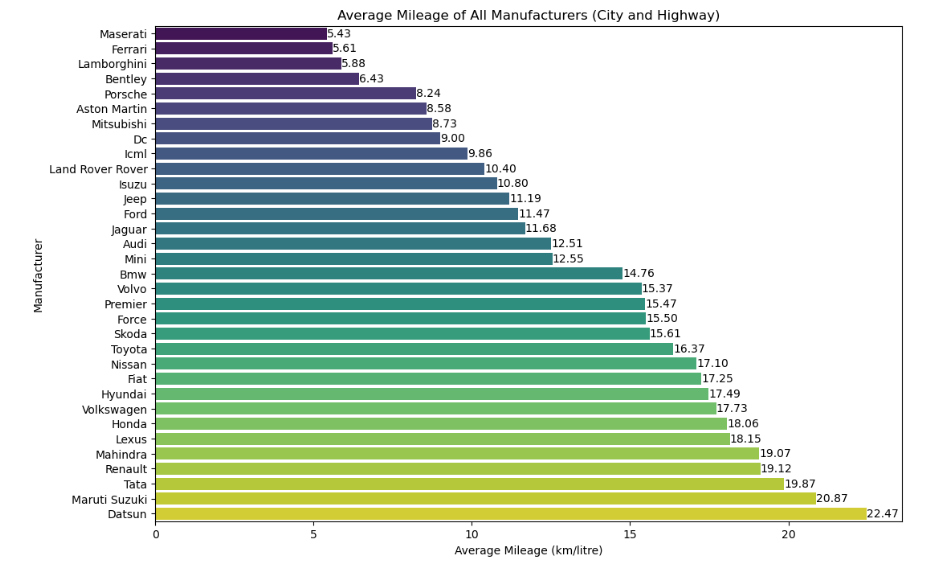 Average Mileage of All Manufacturers (City and Highway)
Maserati 5.43
Ferrari 5.61
Lamborghini 5.88
Bentley 6.43
Porsche 8.24
Aston Martin 8.58
Mitsubishi 8.73
Dc 9.00
Icml 9.86
Land Rover Rover 10.40
Isuzu 10.80
Jeep 11.19
Ford 11.47
Jaguar 11.68
Audi 12.51
Mini 12.55
Bmw 14.76
Volvo 15.37
Premier 15.47
Force 15.50
Skoda 15.61
Toyota 16.37
Nissan 17.10
Fiat 17.25
Hyundai 17.49
Volkswagen 17.73
Honda 18.06
Lexus 18.15
Mahindra 19.07
Renault 19.12
Tata 19.87
Maruti Suzuki 20.87
Datsun 22.47
Manufacturer
0 5 10 15 20
Average Mileage (km/litre)